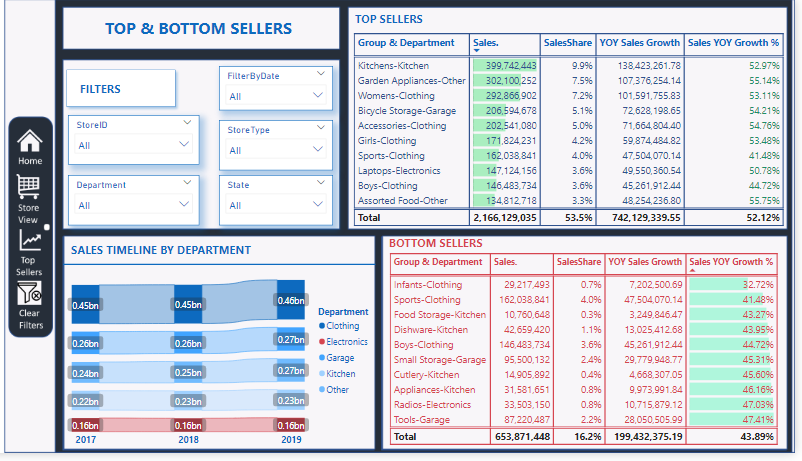 TOP & BOTTOM SELLERS
FILTERS
FilterByDate
All
StoreID
All
StoreType
All
Department
All
State
All
Home
Store
View
Top
Sellers
Clear
Filters
TOP SELLERS
Group & Department Sales. SalesShare YOY Sales Growth Sales YOY Growth %
Kitchens-Kitchen 399,742,443 9.9% 138,423,261.78 52.97%
Garden Appliances-Other 302,100,252 7.5% 107,376,254.14 55.14%
Womens-Clothing 292,866,902 7.2% 101,591,755.83 53.11%
Bicycle Storage-Garage 206,594,678 5.1% 72,628,198.65 54.21%
Accessories-Clothing 202,541,080 5.0% 71,664,804.40 54.76%
Girls-Clothing 171,824,231 4.2% 59,874,484.82 53.48%
Sports-Clothing 162,038,841 4.0% 47,504,070.14 41.48%
Laptops-Electronics 147,124,156 3.6% 49,550,360.54 50.78%
Boys-Clothing 146,483,734 3.6% 45,261,912.44 44.72%
Assorted Food-Other 134,812,718 3.3% 48,254,236.80 55.75%
Total 2,166,129,035 53.5% 742,129,339.55 52.12%
SALES TIMELINE BY DEPARTMENT
0.45bn 0.45bn 0.46bn
0.26bn 0.26bn 0.27bn
0.24bn 0.25bn 0.27bn
0.22bn 0.23bn 0.23bn
0.16bn 0.16bn 0.16bn
2017 2018 2019
Department
Clothing
Electronics
Garage
Kitchen
Other
BOTTOM SELLERS
Group & Department Sales. SalesShare YOY Sales Growth Sales YOY Growth %
Infants-Clothing 29,217,493 0.7% 7,202,500.69 32.72%
Sports-Clothing 162,038,841 4.0% 47,504,070.14 41.48%
Food Storage-Kitchen 10,760,648 0.3% 3,249,846.47 43.27%
Dishware-Kitchen 42,659,420 1.1% 13,025,412.68 43.95%
Boys-Clothing 146,483,734 3.6% 45,261,912.44 44.72%
Small Storage-Garage 95,500,132 2.4% 29,779,948.77 45.31%
Cutlery-Kitchen 14,905,892 0.4% 4,668,307.05 45.60%
Appliances-Kitchen 31,581,651 0.8% 9,973,991.84 46.16%
Radios-Electronics 33,503,150 0.8% 10,715,879.12 47.03%
Tools-Garage 87,220,487 2.2% 28,050,505.99 47.41%
Total 653,871,448 16.2% 199,432,375.19 43.89%